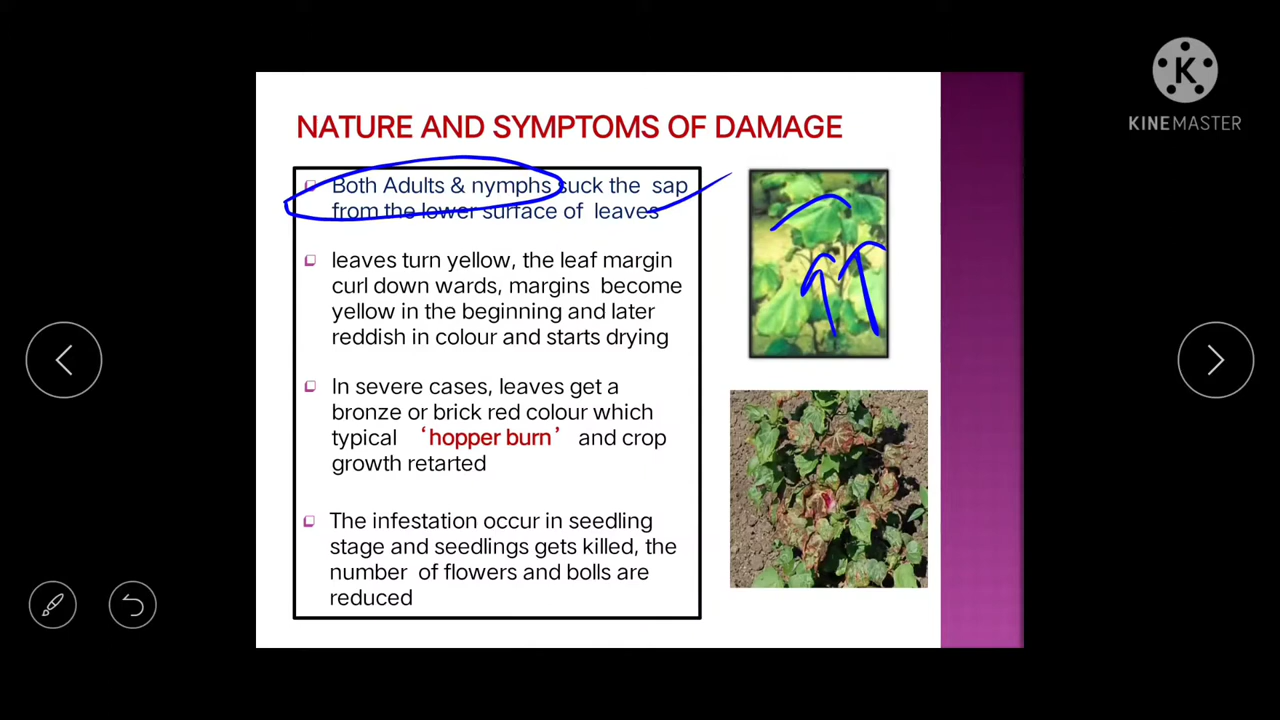 KINEMASTER
NATURE AND SYMPTOMS OF DAMAGE
Both Adults & nymphs suck the sap
from the lower surface of leaves
leaves turn yellow, the leaf margin
curl down wards, margins become
yellow in the beginning and later
reddish in colour and starts drying
In severe cases, leaves get a
bronze or brick red colour which
typical ‘hopper burn’ and crop
growth retarted
The infestation occur in seedling
stage and seedlings gets killed, the
number of flowers and bolls are
reduced